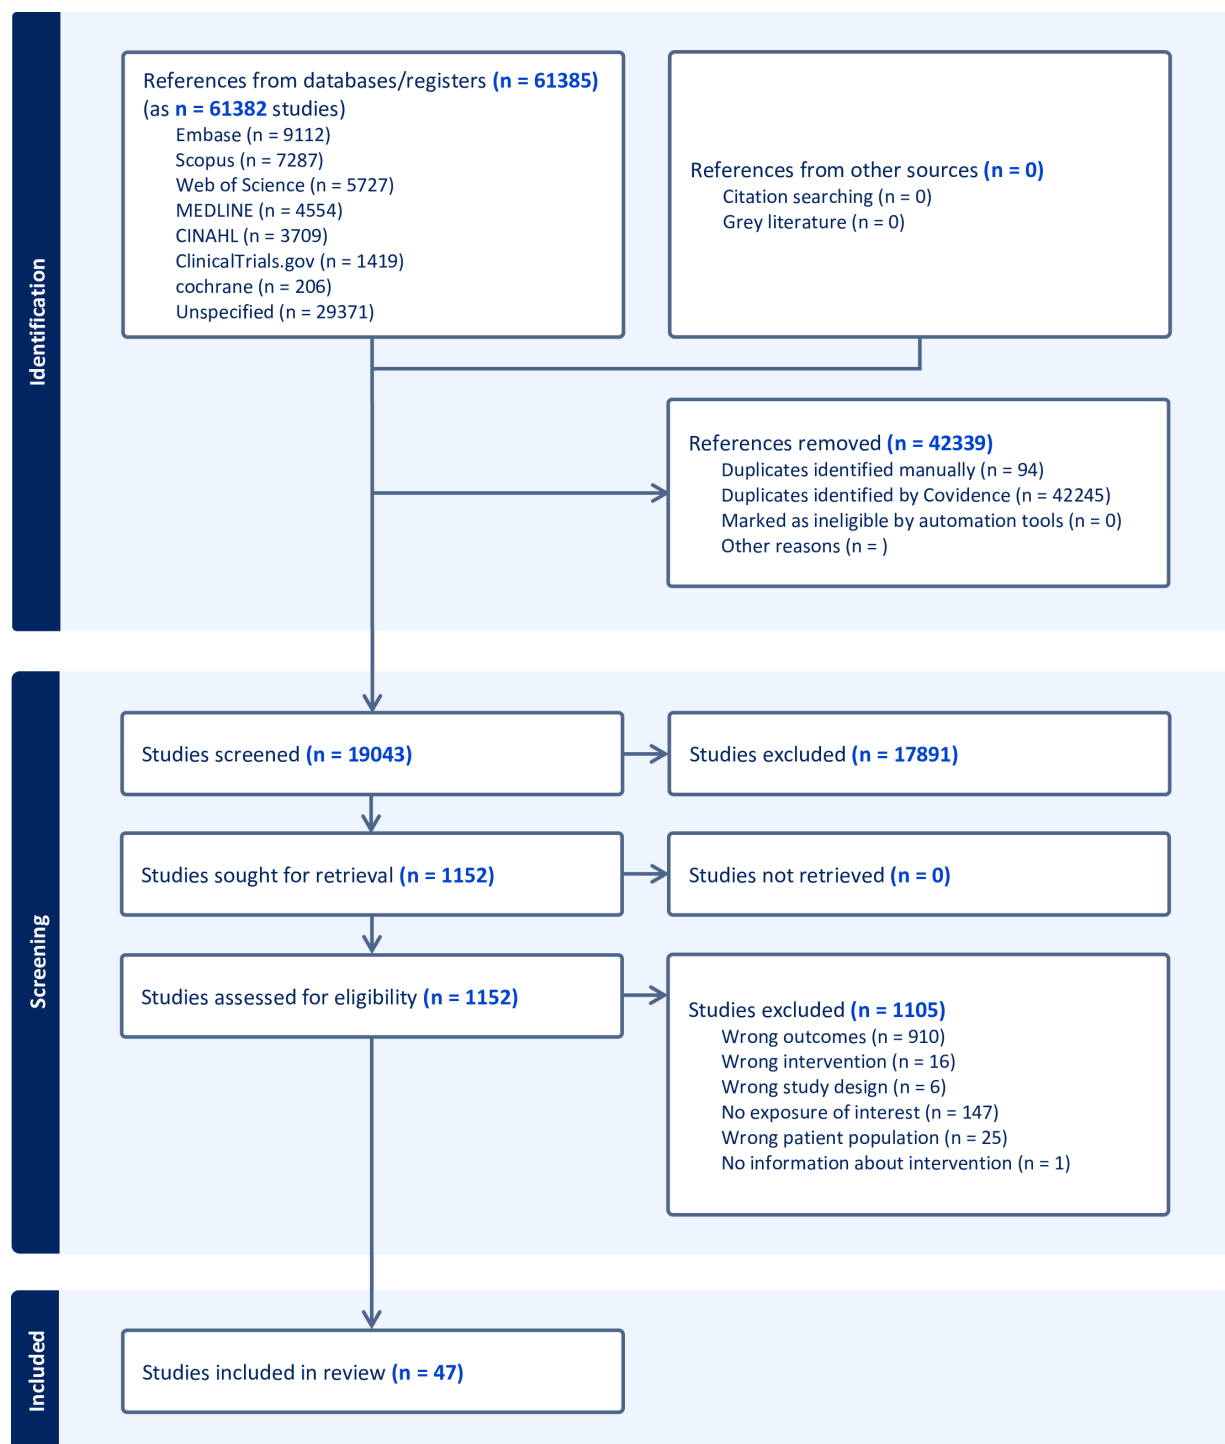 Identification
References from databases/registers (n = 61385)
(as n = 61382 studies)
Embase (n = 9112)
Scopus (n = 7287)
Web of Science (n = 5727)
MEDLINE (n = 4554)
CINAHL (n = 3709)
ClinicalTrials.gov (n = 1419)
cochrane (n = 206)
Unspecified (n = 29371)
References from other sources (n = 0)
Citation searching (n = 0)
Grey literature (n = 0)
References removed (n = 42339)
Duplicates identified manually (n = 94)
Duplicates identified by Covidence (n = 42245)
Marked as ineligible by automation tools (n = 0)
Other reasons (n = )
Screening
Studies screened (n = 19043)
Studies excluded (n = 17891)
Studies sought for retrieval (n = 1152)
Studies not retrieved (n = 0)
Studies assessed for eligibility (n = 1152)
Studies excluded (n = 1105)
Wrong outcomes (n = 910)
Wrong intervention (n = 16)
Wrong study design (n = 6)
No exposure of interest (n = 147)
Wrong patient population (n = 25)
No information about intervention (n = 1)
Included
Studies included in review (n = 47)